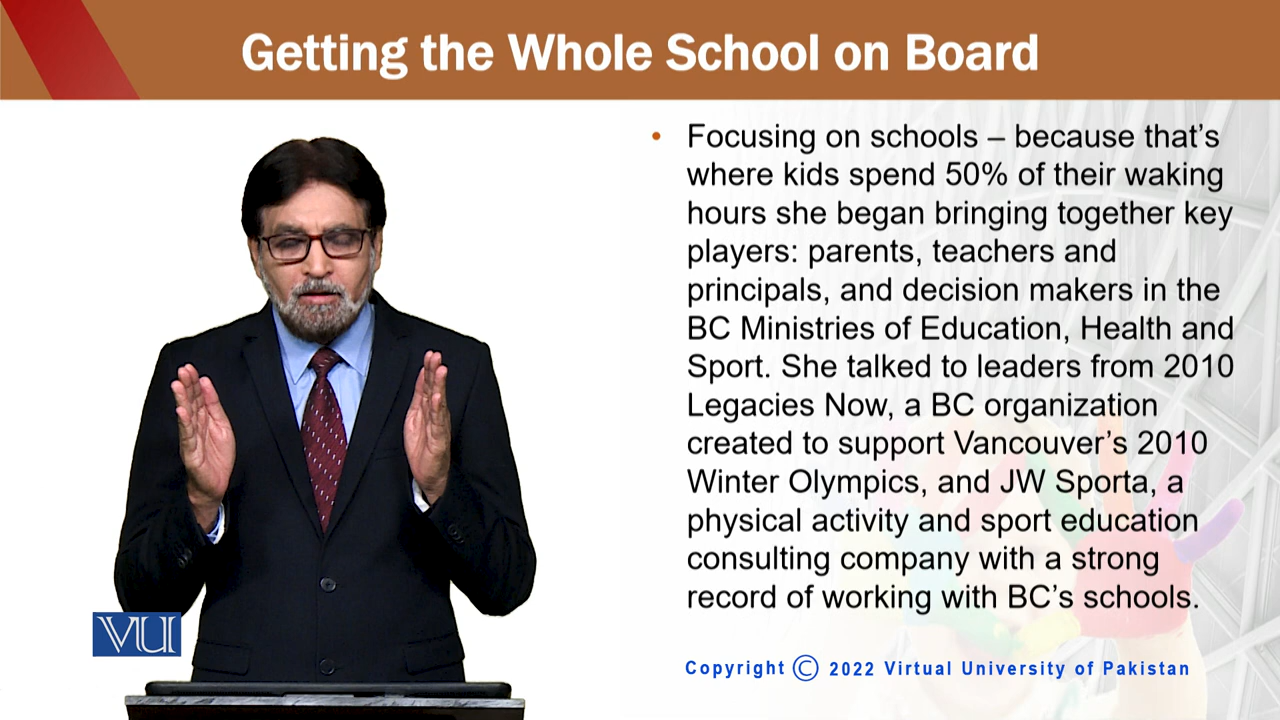 Getting the Whole School on Board
• Focusing on schools – because that's
where kids spend 50% of their waking
hours she began bringing together key
players: parents, teachers and
principals, and decision makers in the
BC Ministries of Education, Health and
Sport. She talked to leaders from 2010
Legacies Now, a BC organization
created to support Vancouver's 2010
Winter Olympics, and JW Sporta, a
physical activity and sport education
consulting company with a strong
record of working with BC's schools.
VU
Copyright © 2022 Virtual University of Pakistan